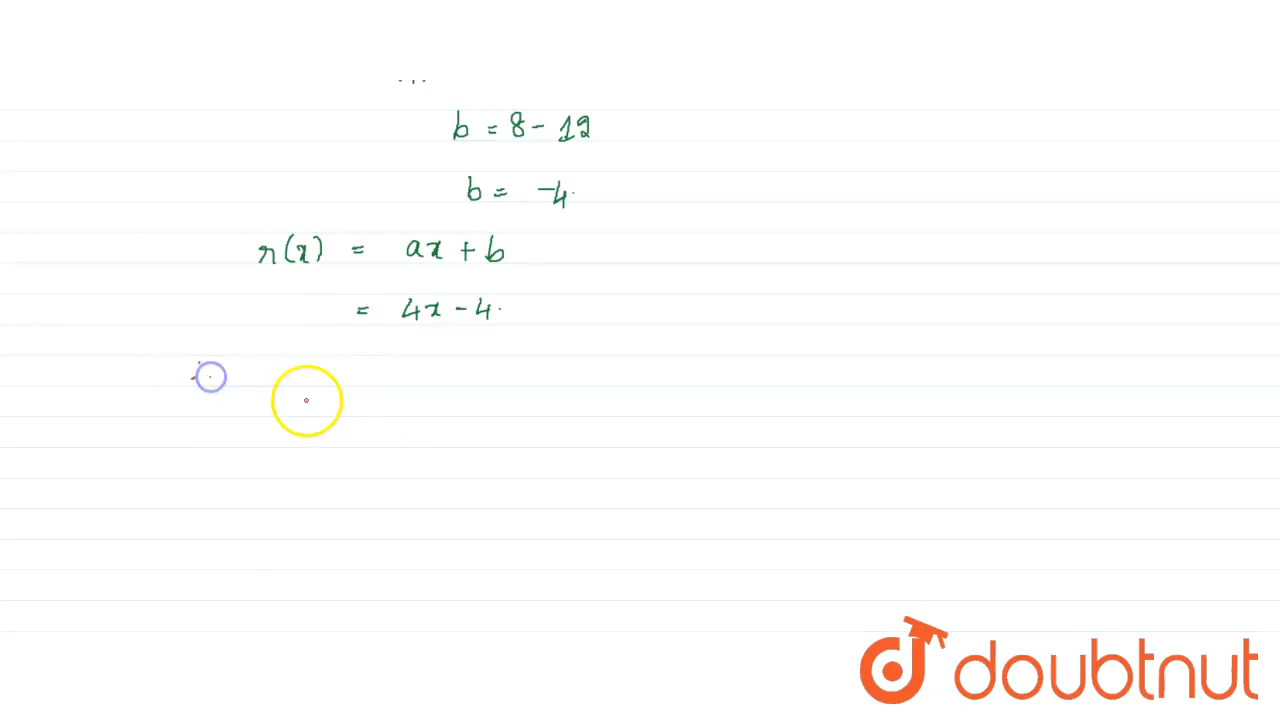 b = 8 - 12
b = -4.
r(x) = ax + b
= 4x - 4.
doubtnut